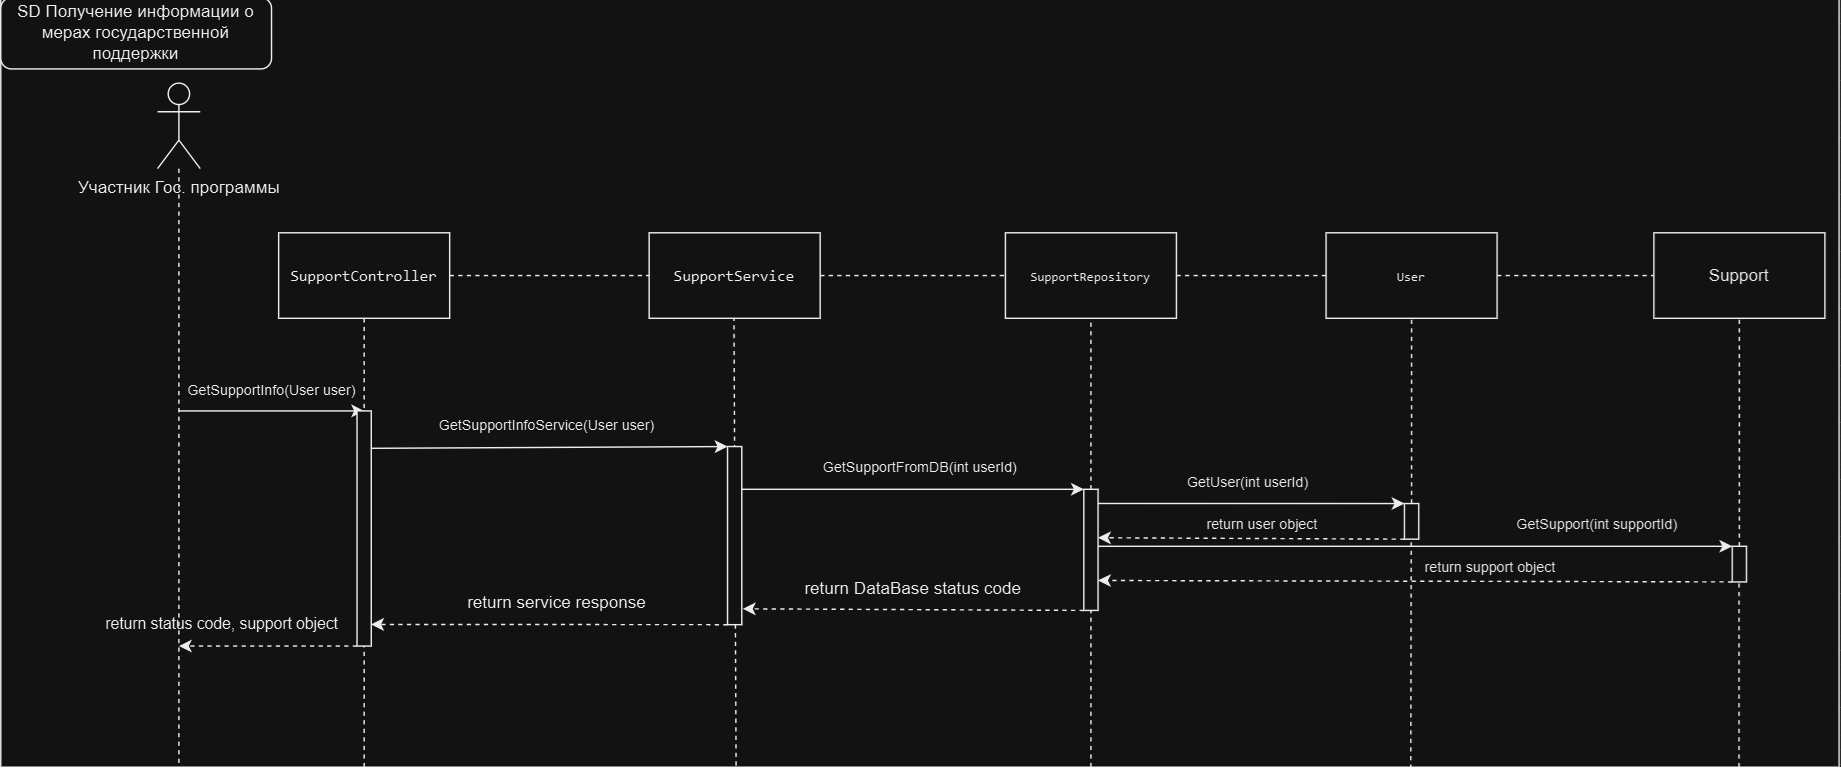 SD Получение информации о
мерах государственной
поддержки
Участник Гос. программы
SupportController
SupportService
SupportRepository
User
Support
GetSupportInfo(User user)
GetSupportInfoService(User user)
GetSupportFromDB(int userId)
GetUser(int userId)
return user object
GetSupport(int supportId)
return support object
return DataBase status code
return service response
return status code, support object